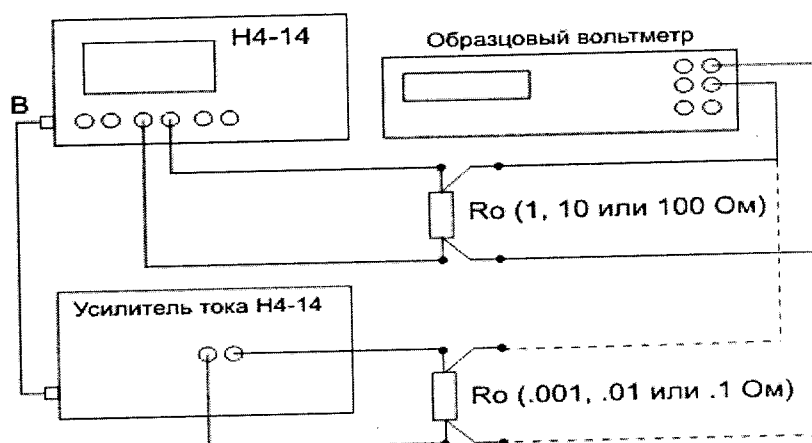 Н4-14
Образцовый вольтметр
В
Ro (1, 10 или 100 Ом)
Усилитель тока Н4-14
Ro (.001, .01 или .1 Ом)